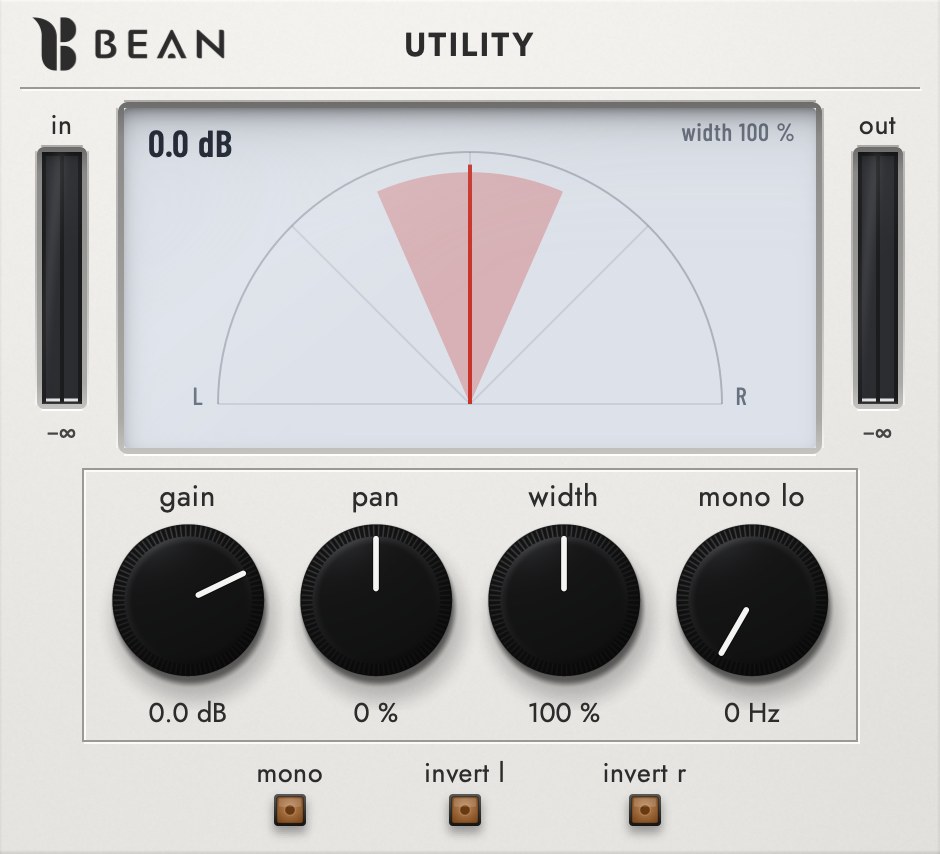 BEAN
UTILITY
in
0.0 dB
width 100 %
out
L
R
-∞
-∞
gain
pan
width
mono lo
0.0 dB
0 %
100 %
0 Hz
mono
invert l
invert r